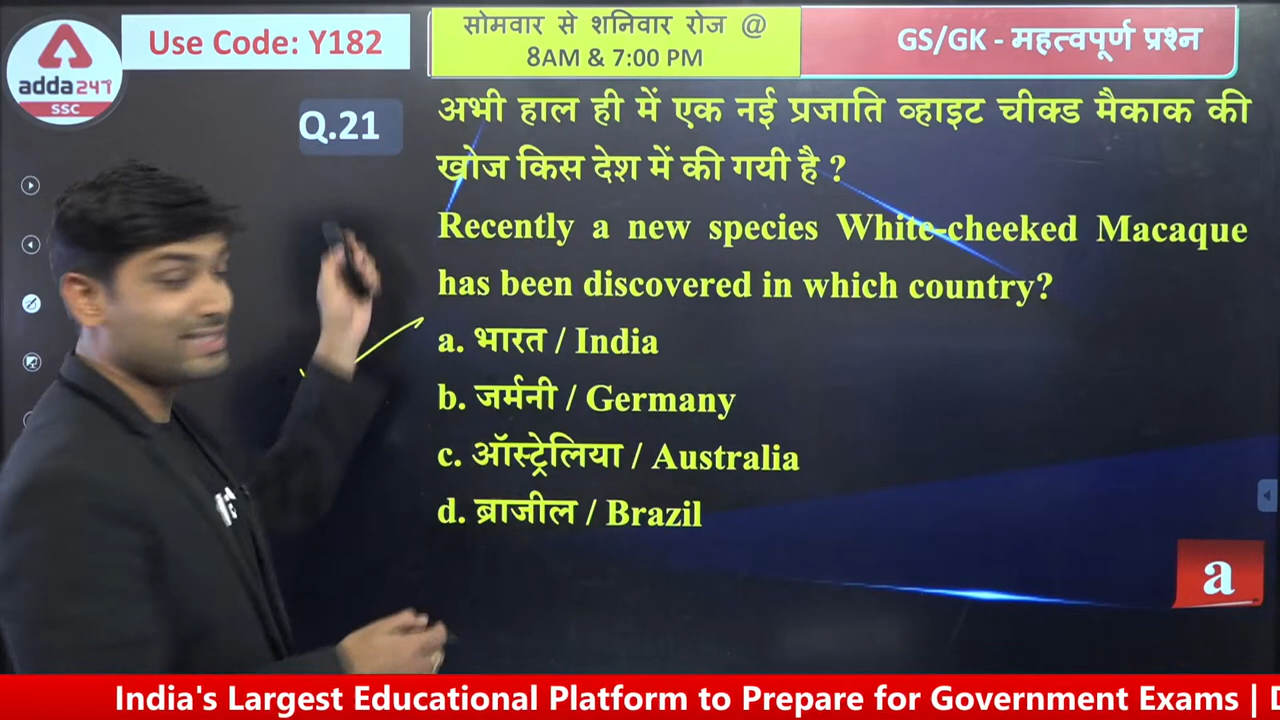 adda247
SSC
Use Code: Y182
सोमवार से शनिवार रोज @
8AM & 7:00 PM
GS/GK - महत्वपूर्ण प्रश्न
Q.21
अभी हाल ही में एक नई प्रजाति व्हाइट चीक्ड मैकाक की
खोज किस देश में की गयी है ?
Recently a new species White-cheeked Macaque
has been discovered in which country?
a. भारत / India
b. जर्मनी / Germany
c. ऑस्ट्रेलिया / Australia
d. ब्राजील / Brazil
a
India's Largest Educational Platform to Prepare for Government Exams |